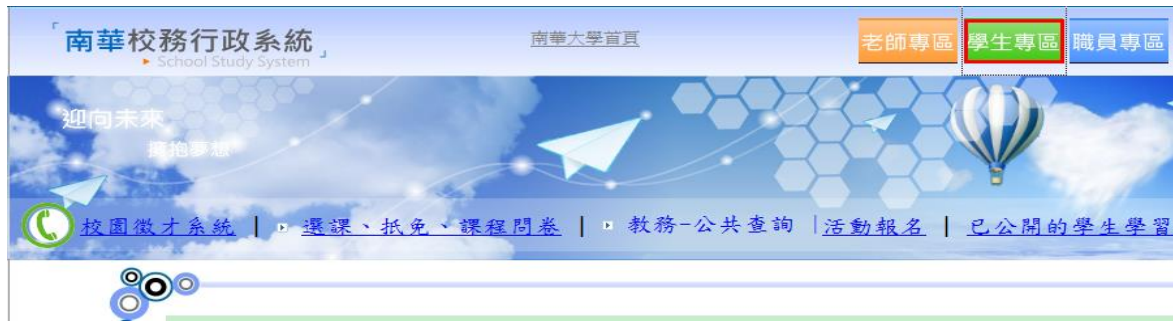 「南華校務行政系統」
School Study System
南華大學首頁
老師專區 學生專區 職員專區
迎向未來
擁抱夢想
校園徵才系統 | 選課、抵免、課程問卷 | 教務-公共查詢 |活動報名 | 已公開的學生學習